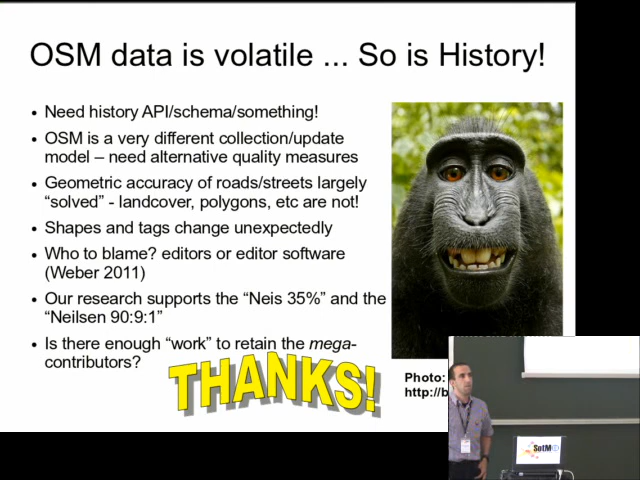 OSM data is volatile ... So is History!
• Need history API/schema/something!
• OSM is a very different collection/update
model – need alternative quality measures
• Geometric accuracy of roads/streets largely
“solved” - landcover, polygons, etc are not!
• Shapes and tags change unexpectedly
• Who to blame? editors or editor software
(Weber 2011)
• Our research supports the “Neis 35%” and the
“Neilsen 90:9:1”
• Is there enough “work” to retain the mega-
contributors?
THANKS!
Photo:
http://b
SotM